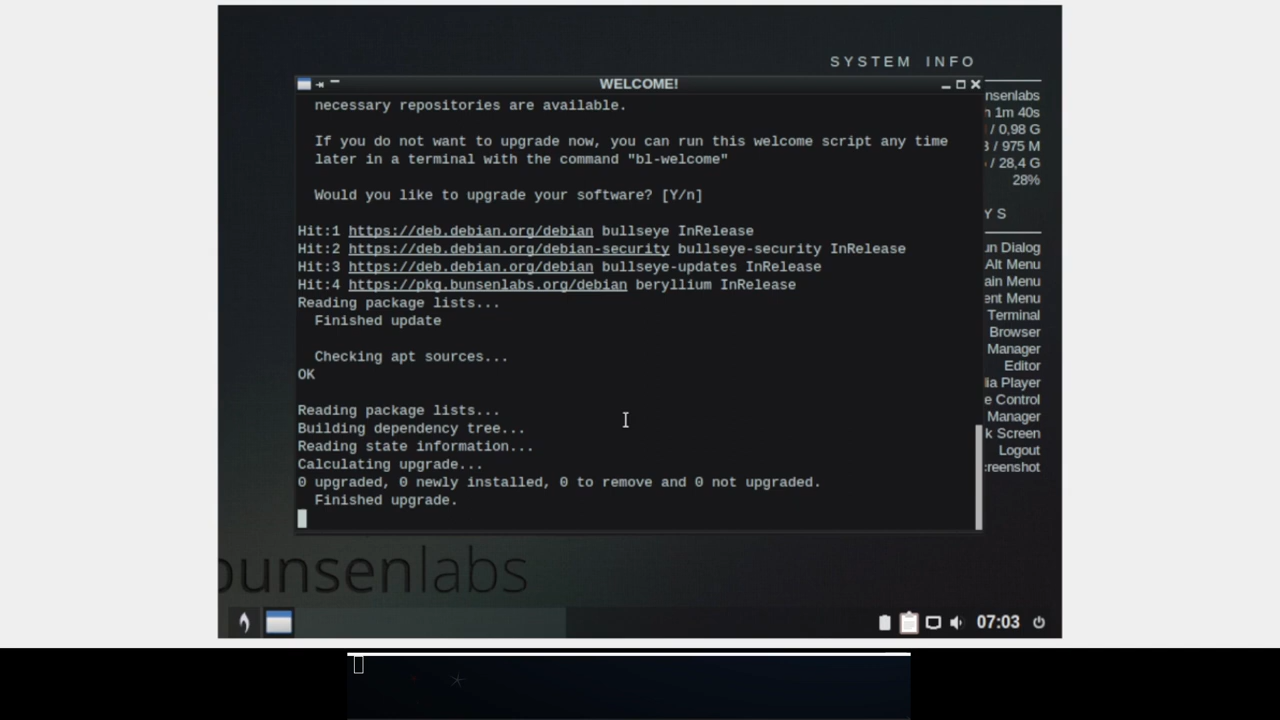 SYSTEM INFO
WELCOME!
necessary repositories are available.
If you do not want to upgrade now, you can run this welcome script any time
later in a terminal with the command "bl-welcome"
Would you like to upgrade your software? [Y/n]
Hit:1 https://deb.debian.org/debian bullseye InRelease
Hit:2 https://deb.debian.org/debian-security bullseye-security InRelease
Hit:3 https://deb.debian.org/debian bullseye-updates InRelease
Hit:4 https://pkg.bunsenlabs.org/debian beryllium InRelease
Reading package lists...
Finished update
Checking apt sources...
OK
Reading package lists...
Building dependency tree...
Reading state information...
Calculating upgrade...
0 upgraded, 0 newly installed, 0 to remove and 0 not upgraded.
Finished upgrade.
nsenlabs
1m 40s
/ 0,98 G
/ 975 M
/ 28,4 G
28%
YS
un Dialog
Alt Menu
ain Menu
ent Menu
Terminal
Browser
Manager
Editor
ia Player
e Control
Manager
k Screen
Logout
reenshot
bunsenlabs
07:03